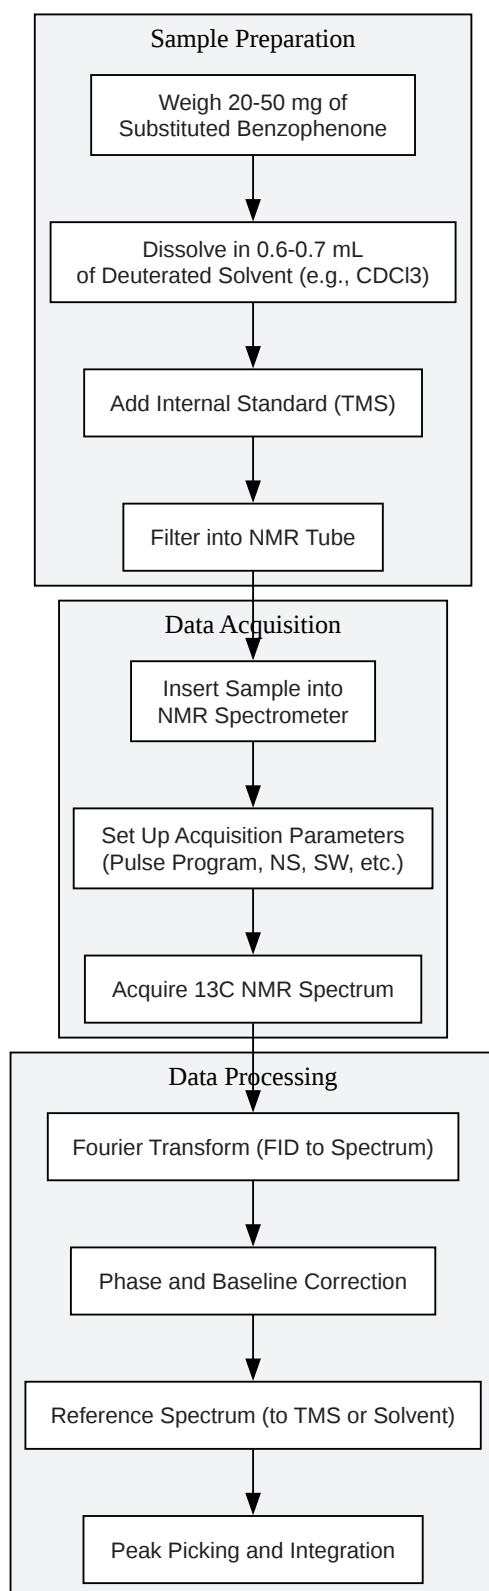 Sample Preparation
Weigh 20-50 mg of
Substituted Benzophenone
Dissolve in 0.6-0.7 mL
of Deuterated Solvent (e.g., CDCl3)
Add Internal Standard (TMS)
Filter into NMR Tube
Data Acquisition
Insert Sample into
NMR Spectrometer
Set Up Acquisition Parameters
(Pulse Program, NS, SW, etc.)
Acquire 13C NMR Spectrum
Data Processing
Fourier Transform (FID to Spectrum)
Phase and Baseline Correction
Reference Spectrum (to TMS or Solvent)
Peak Picking and Integration